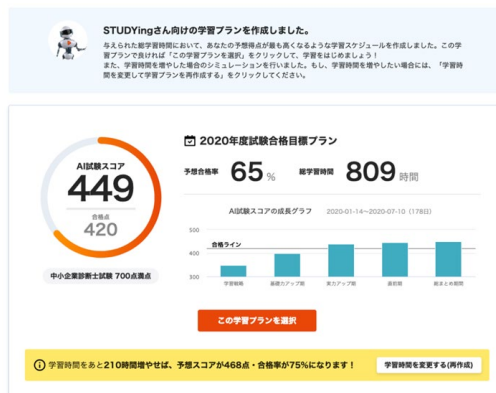 STUDYingさん向けの学習プランを作成しました。
与えられた総学習時間において、あなたの予想得点が最も高くなるような学習スケジュールを作成しました。この学
習プランで良ければ「この学習プランを選択」をクリックして、学習をはじめましょう！
また、学習時間を増やした場合のシミュレーションを行いました。もし、学習時間を増やしたい場合には、「学習時
間を変更して学習プランを再作成する」をクリックしてください。
AI試験スコア
449
合格点
420
中小企業診断士試験 700点満点
2020年度試験合格目標プラン
予想合格率 65 % 総学習時間 809 時間
AI試験スコアの成長グラフ 2020-01-14~2020-07-10（178日）
500
合格ライン
400
300
学習戦略 基礎力アップ期 実力アップ期 直前期 総まとめ期間
この学習プランを選択
学習時間をあと210時間増やせば、予想スコアが468点・合格率が75%になります！
学習時間を変更する(再作成)